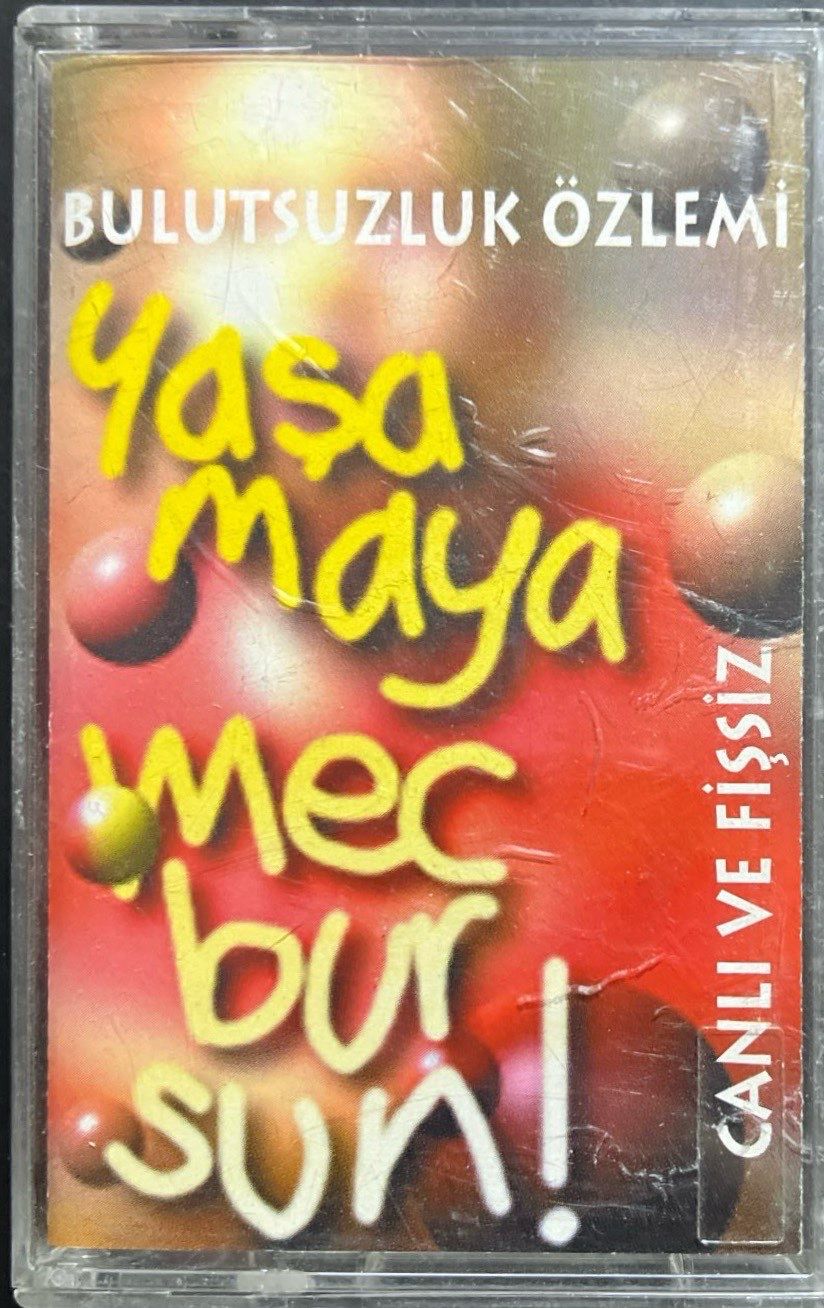 BULUTSUZLUK ÖZLEMİ
yaşa
maya
mec
bur
sun!
CANLI VE FİŞSİZ